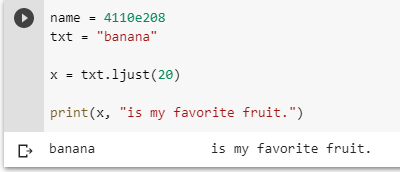 name = 4110e208
txt = "banana"
x = txt.ljust(20)
print(x, "is my favorite fruit.")
banana               is my favorite fruit.